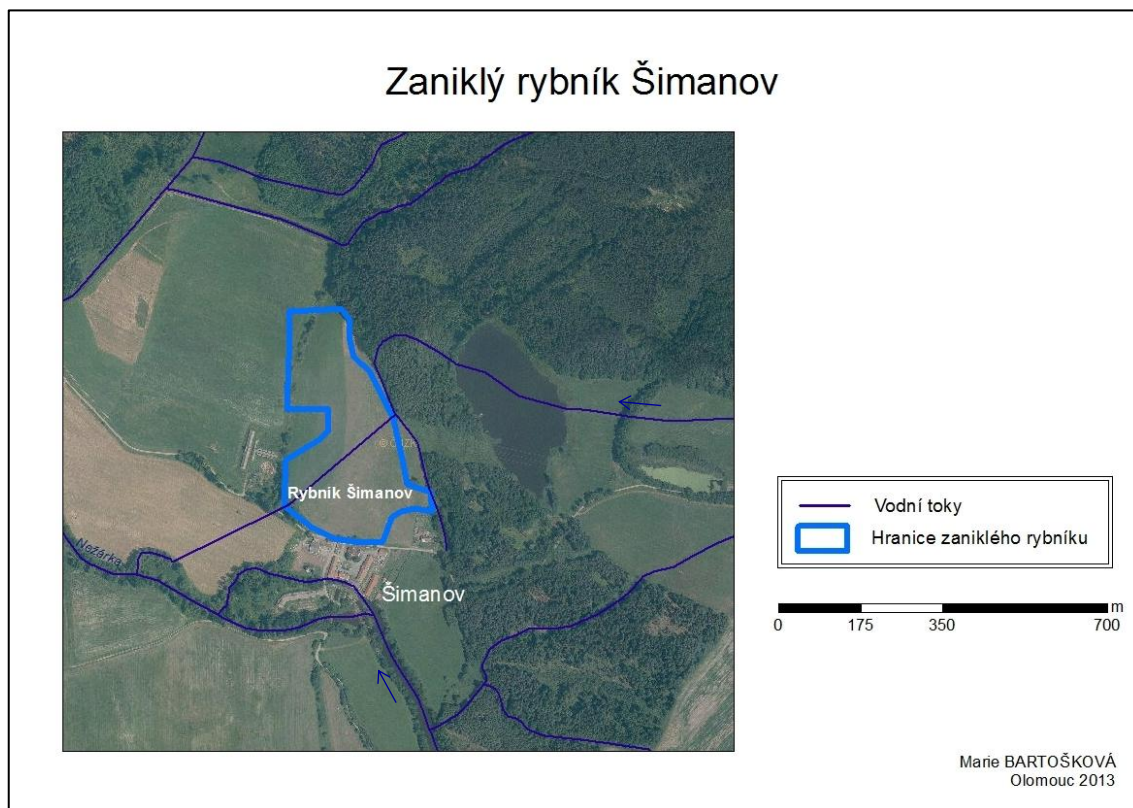 Zaniklý rybník Šimanov
Rybník Šimanov
Nežárka
Šimanov
Vodní toky
Hranice zaniklého rybníku
0 175 350 700 m
Marie BARTOŠKOVÁ
Olomouc 2013